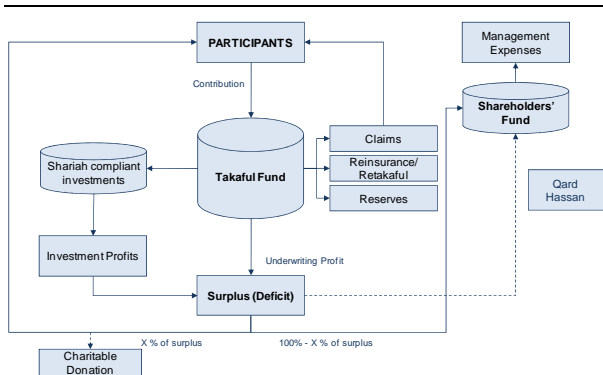 PARTICIPANTS
Management
Expenses
Contribution
Shareholders'
Fund
Claims
Reinsurance/
Retakaful
Reserves
Takaful Fund
Shariah compliant
investments
Qard
Hassan
Investment Profits
Underwriting Profit
Surplus (Deficit)
X % of surplus
100% - X % of surplus
Charitable
Donation